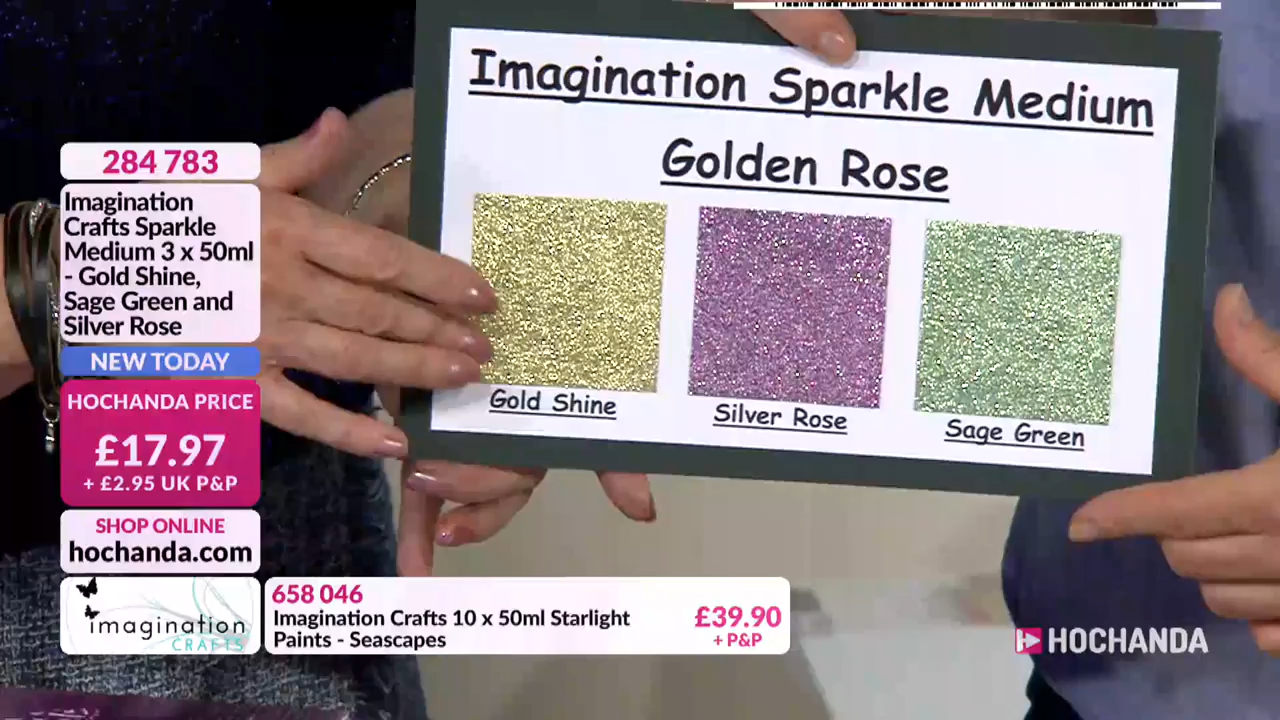 Imagination Sparkle Medium
Golden Rose
Gold Shine
Silver Rose
Sage Green
284 783
Imagination
Crafts Sparkle
Medium 3 x 50ml
- Gold Shine,
Sage Green and
Silver Rose
NEW TODAY
HOCHANDA PRICE
£17.97
+ £2.95 UK P&P
SHOP ONLINE
hochanda.com
imagination
CRAFTS
658 046
Imagination Crafts 10 x 50ml Starlight
Paints - Seascapes
£39.90
+ P&P
HOCHANDA